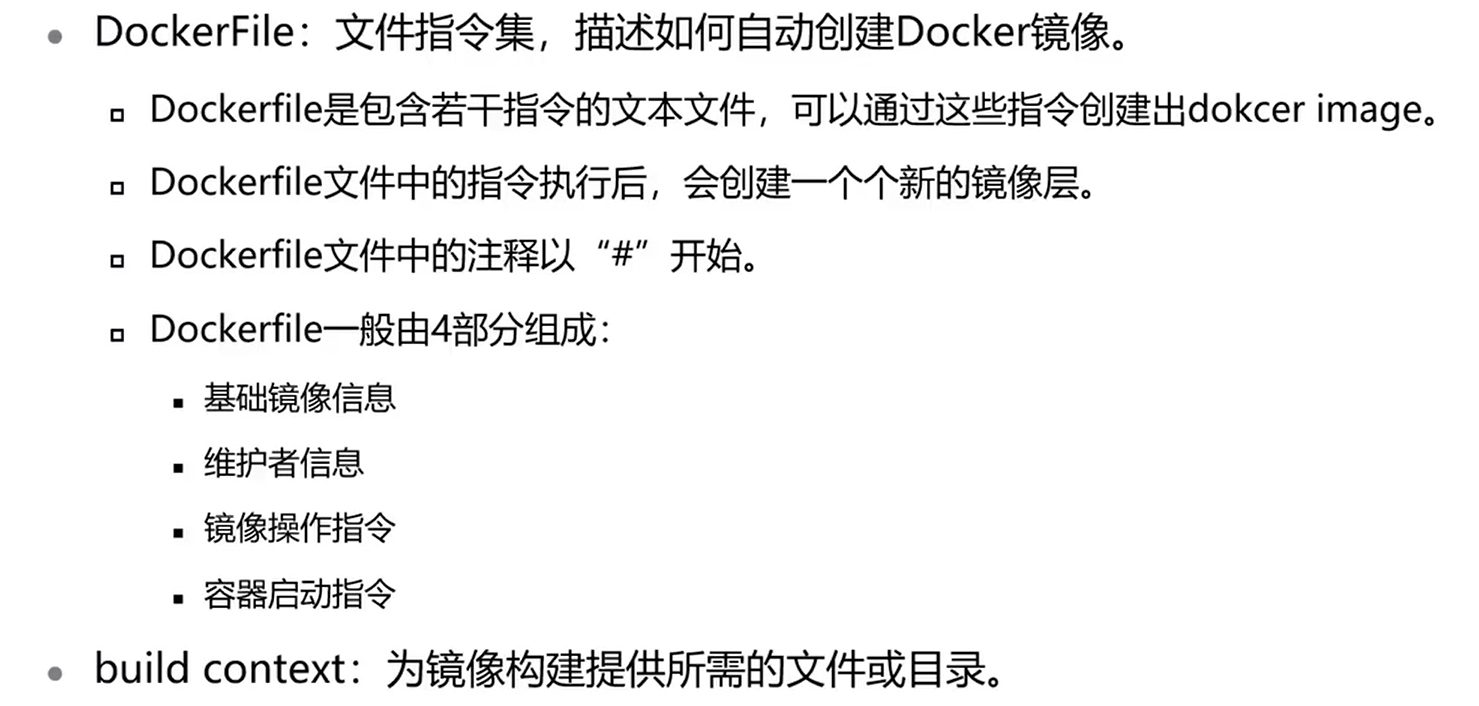 DockerFile：文件指令集，描述如何自动创建Docker镜像。
Dockerfile是包含若干指令的文本文件，可以通过这些指令创建出dokcer image。
Dockerfile文件中的指令执行后，会创建一个个新的镜像层。
Dockerfile文件中的注释以“#”开始。
Dockerfile一般由4部分组成：
基础镜像信息
维护者信息
镜像操作指令
容器启动指令
build context：为镜像构建提供所需的文件或目录。